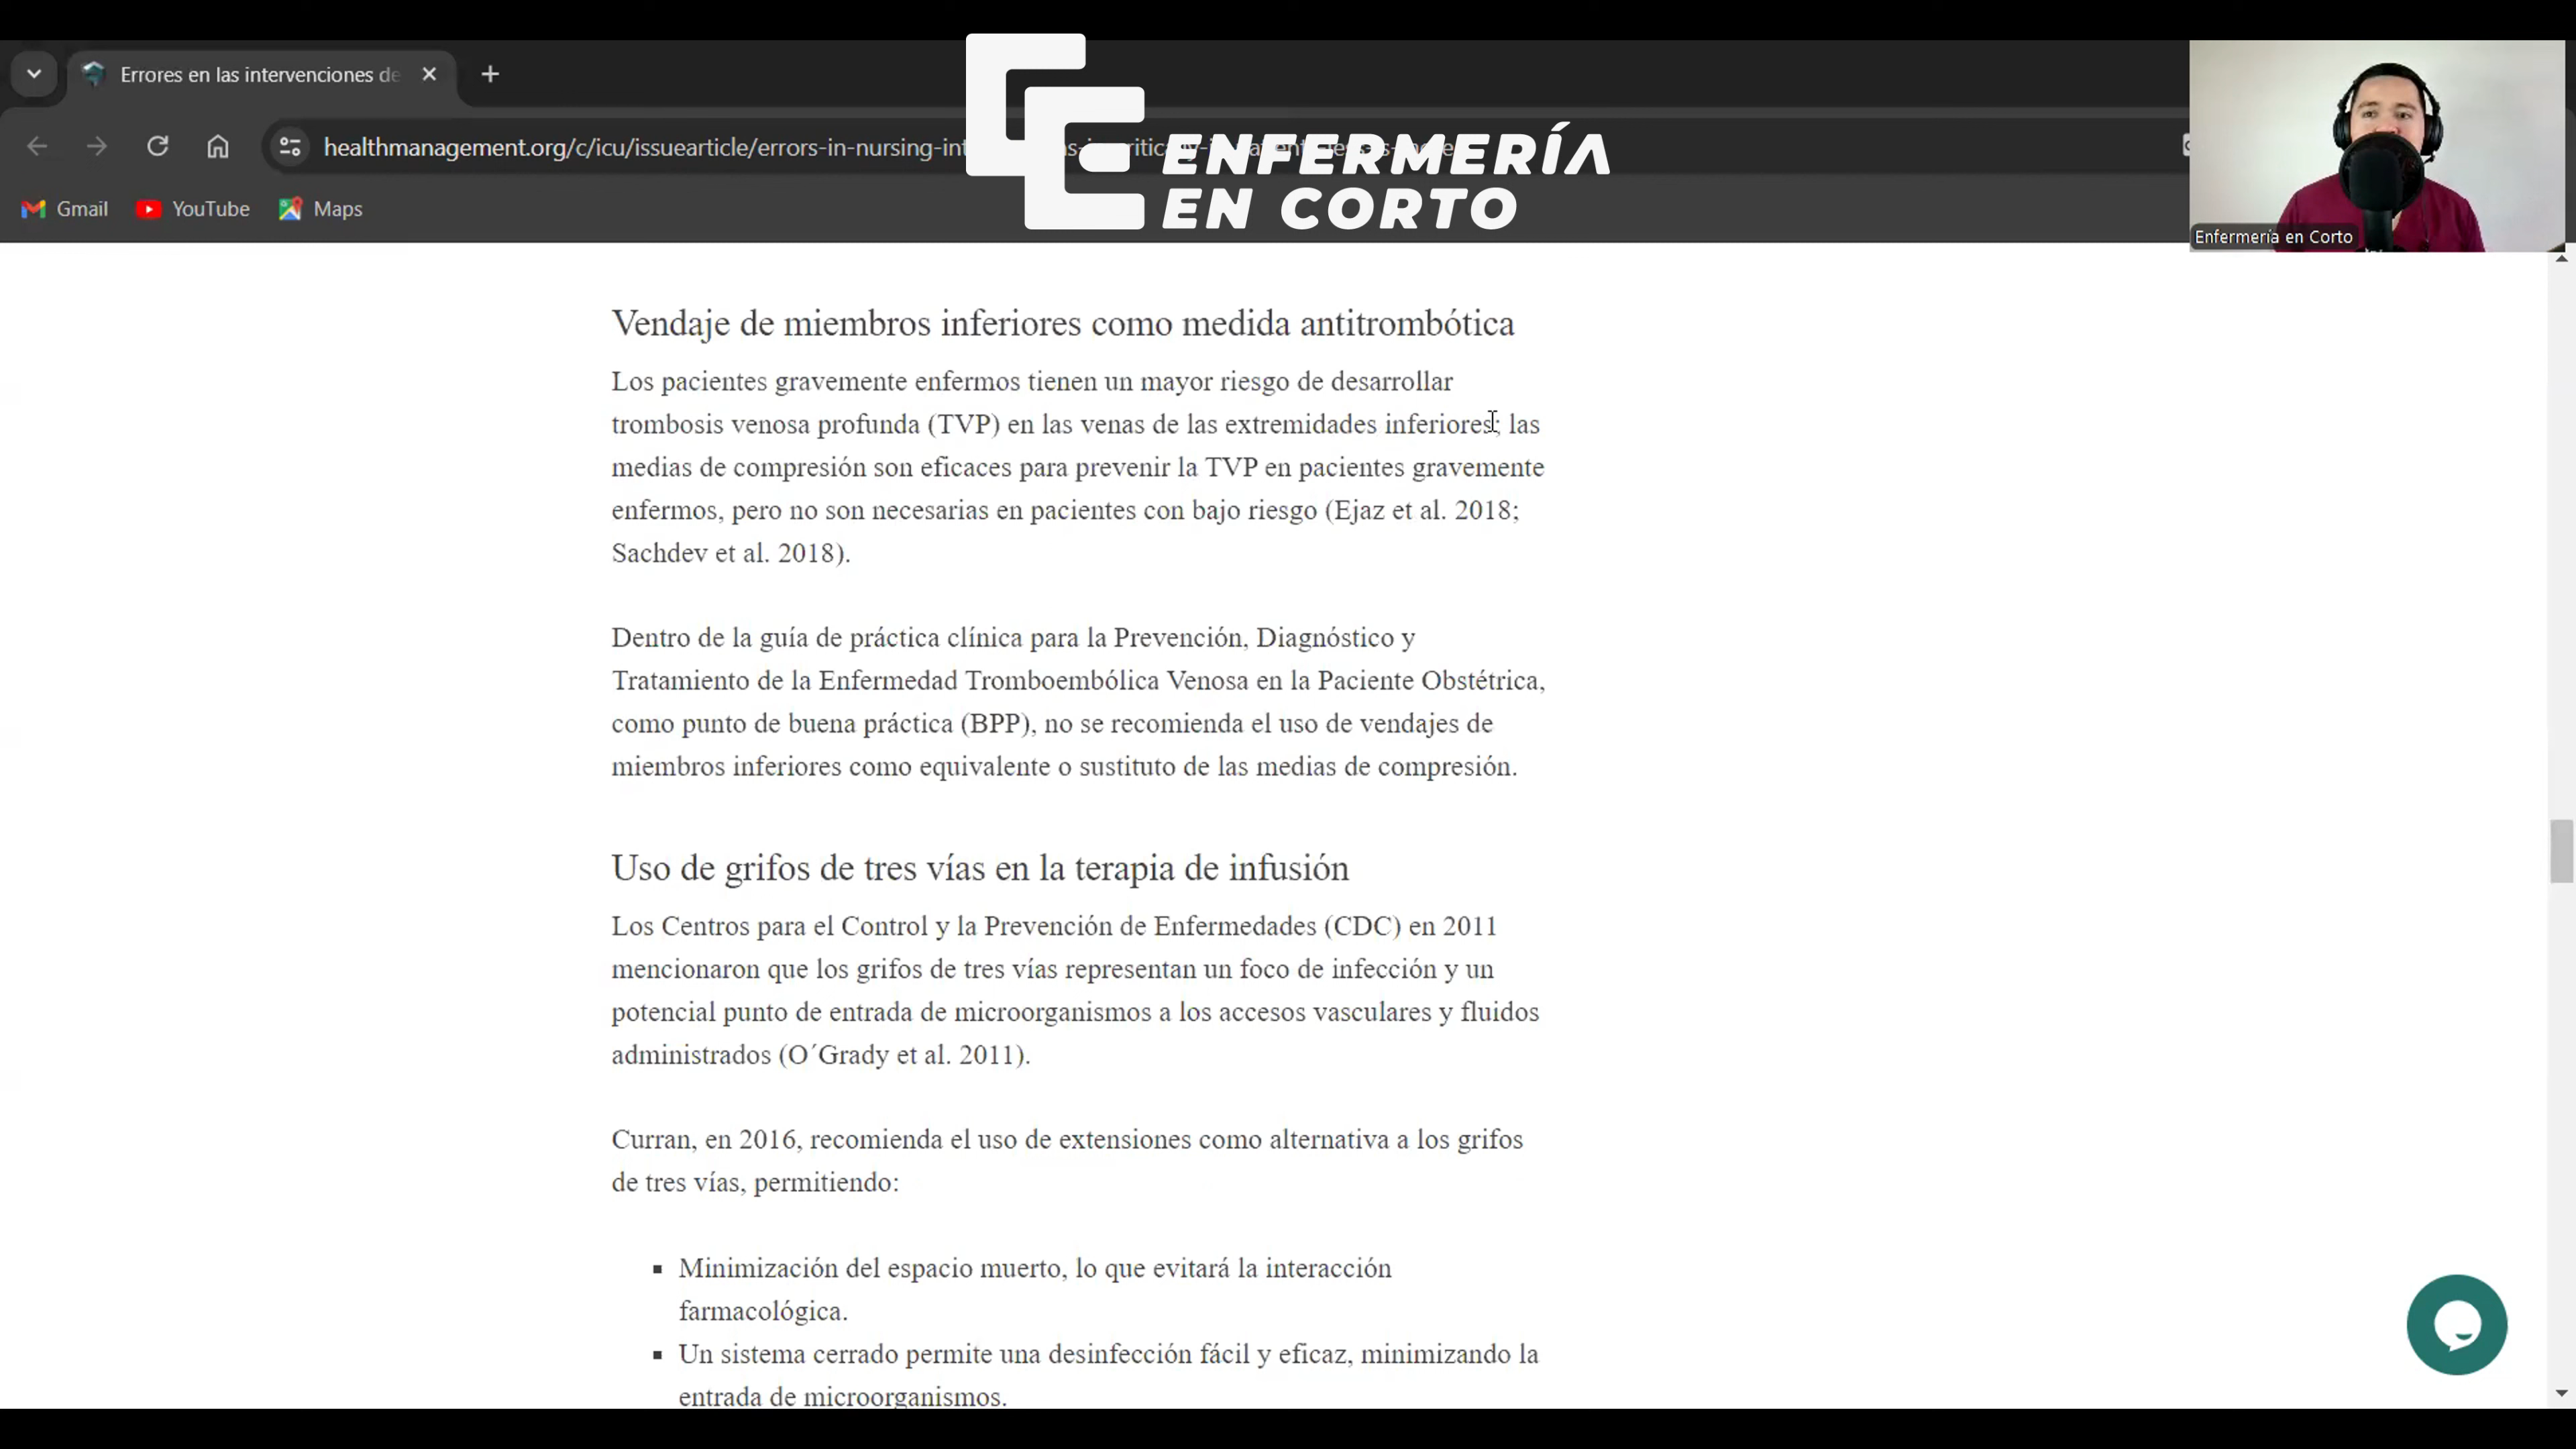 Errores en las intervenciones de
healthmanagement.org/c/icu/issuearticle/errors-in-nursing-int
ENFERMERÍA
EN CORTO
Gmail YouTube Maps
Enfermería en Corto
Vendaje de miembros inferiores como medida antitrombótica
Los pacientes gravemente enfermos tienen un mayor riesgo de desarrollar
trombosis venosa profunda (TVP) en las venas de las extremidades inferiores; las
medias de compresión son eficaces para prevenir la TVP en pacientes gravemente
enfermos, pero no son necesarias en pacientes con bajo riesgo (Ejaz et al. 2018;
Sachdev et al. 2018).
Dentro de la guía de práctica clínica para la Prevención, Diagnóstico y
Tratamiento de la Enfermedad Tromboembólica Venosa en la Paciente Obstétrica,
como punto de buena práctica (BPP), no se recomienda el uso de vendajes de
miembros inferiores como equivalente o sustituto de las medias de compresión.
Uso de grifos de tres vías en la terapia de infusión
Los Centros para el Control y la Prevención de Enfermedades (CDC) en 2011
mencionaron que los grifos de tres vías representan un foco de infección y un
potencial punto de entrada de microorganismos a los accesos vasculares y fluidos
administrados (O´Grady et al. 2011).
Curran, en 2016, recomienda el uso de extensiones como alternativa a los grifos
de tres vías, permitiendo:
▪ Minimización del espacio muerto, lo que evitará la interacción
farmacológica.
▪ Un sistema cerrado permite una desinfección fácil y eficaz, minimizando la
entrada de microorganismos.